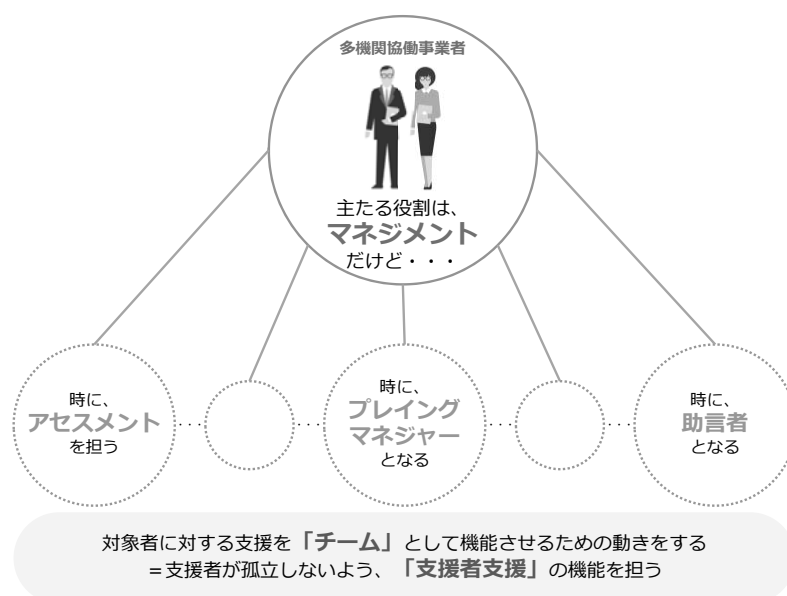 多機関協働事業者
主たる役割は、
マネジメント
だけど・・・
時に、
アセスメント
を担う
・・・
・・・
時に、
プレイング
マネジャー
となる
・・・
・・・
時に、
助言者
となる
対象者に対する支援を「チーム」として機能させるための動きをする
＝支援者が孤立しないよう、「支援者支援」の機能を担う